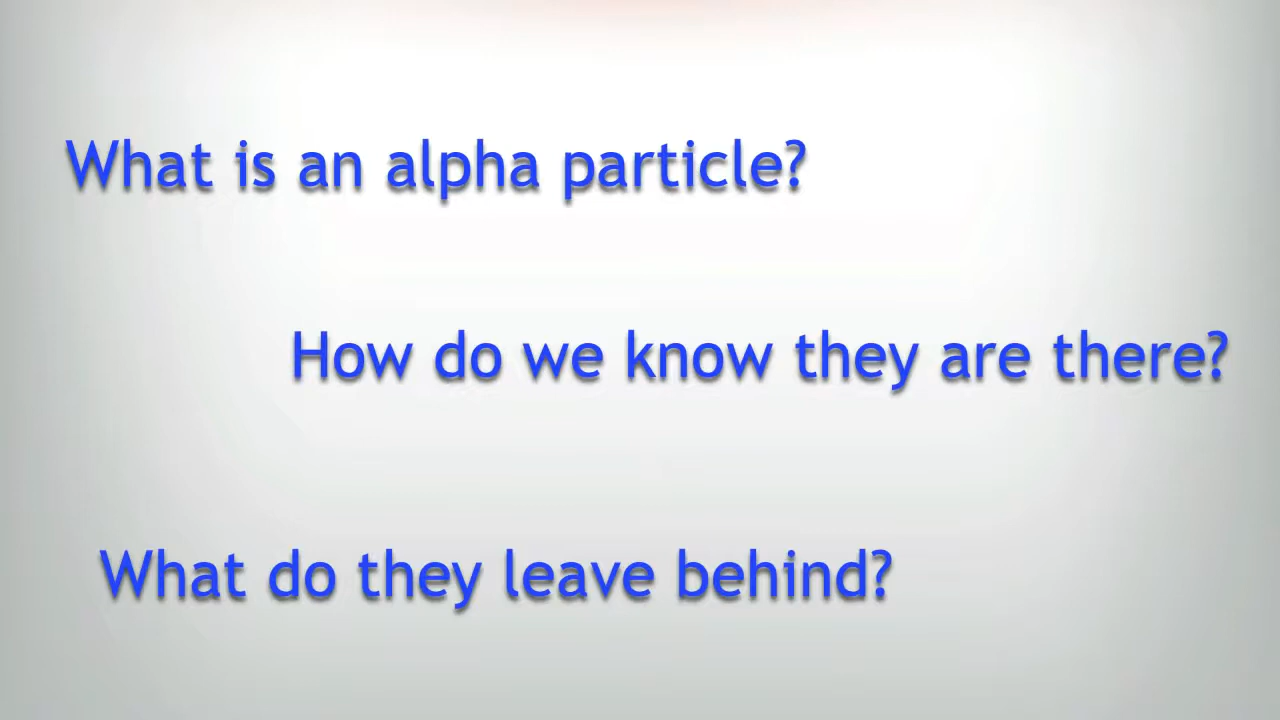 What is an alpha particle?
How do we know they are there?
What do they leave behind?